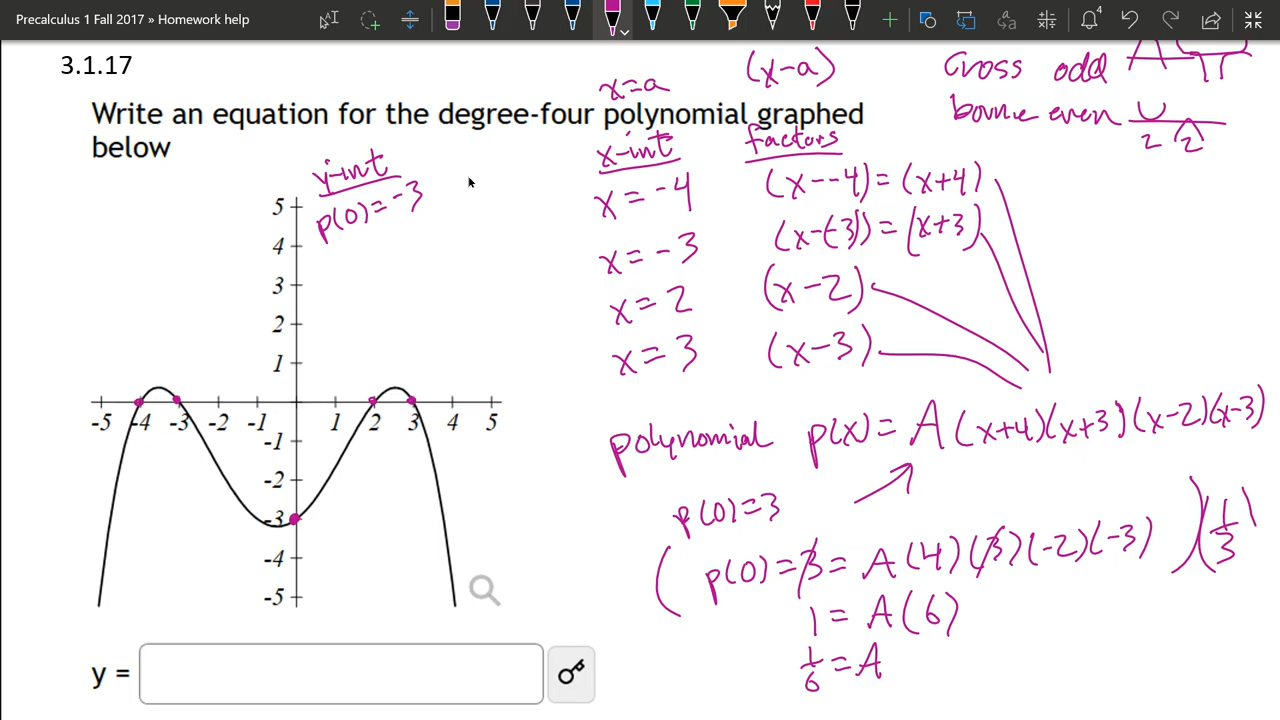 Precalculus 1 Fall 2017 » Homework help
4
3.1.17
Write an equation for the degree-four polynomial graphed
below
x=a
(x-a)
Cross odd
bounce even
2 2
x-int
factors
y-int
p(0)=-3
x=-4
(x--4)=(x+4)
x=-3
(x-(-3))=(x+3)
x=2
(x-2)
x=3
(x-3)
5
4
3
2
1
-5 -4 -3 -2 -1 1 2 3 4 5
-1
-2
-3
-4
-5
polynomial p(x)= A(x+4)(x+3)(x-2)(x-3)
p(0)=3
( p(0)=3= A(4)(3)(-2)(-3) )(1/3)
1 = A(6)
1/6 = A
y =